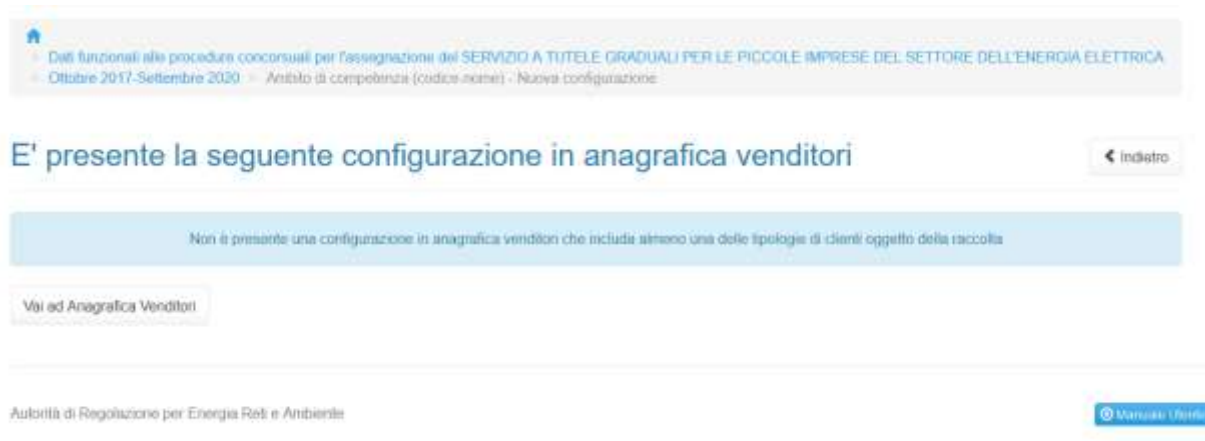 Dati funzionali alle procedure concorsuali per l'assegnazione del SERVIZIO A TUTELE GRADUALI PER LE PICCOLE IMPRESE DEL SETTORE DELL'ENERGIA ELETTRICA
Ottobre 2017-Settembre 2020 Ambito di competenza (codice-nome) - Nuova configurazione
E' presente la seguente configurazione in anagrafica venditori
Indietro
Non è presente una configurazione in anagrafica venditori che includa almeno una delle tipologie di clienti oggetto della raccolta
Vai ad Anagrafica Venditori
Autorità di Regolazione per Energia Reti e Ambiente
Manuale Utente